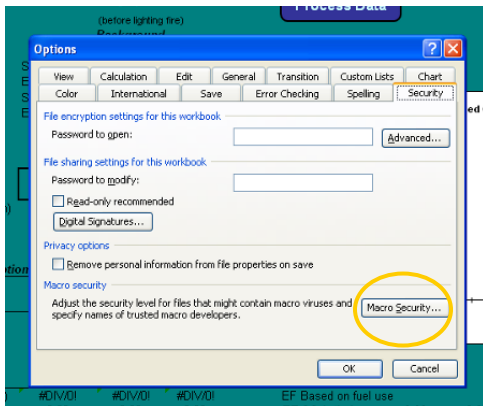 Process Data
(before lighting fire)
Background
Options
View Calculation Edit General Transition Custom Lists Chart
Color International Save Error Checking Spelling Security
File encryption settings for this workbook
Password to open: Advanced...
File sharing settings for this workbook
Password to modify:
Read-only recommended
Digital Signatures...
Privacy options
Remove personal information from file properties on save
Macro security
Adjust the security level for files that might contain macro viruses and
specify names of trusted macro developers.
Macro Security...
OK Cancel
#DIV/0! #DIV/0! #DIV/0! EF Based on fuel use